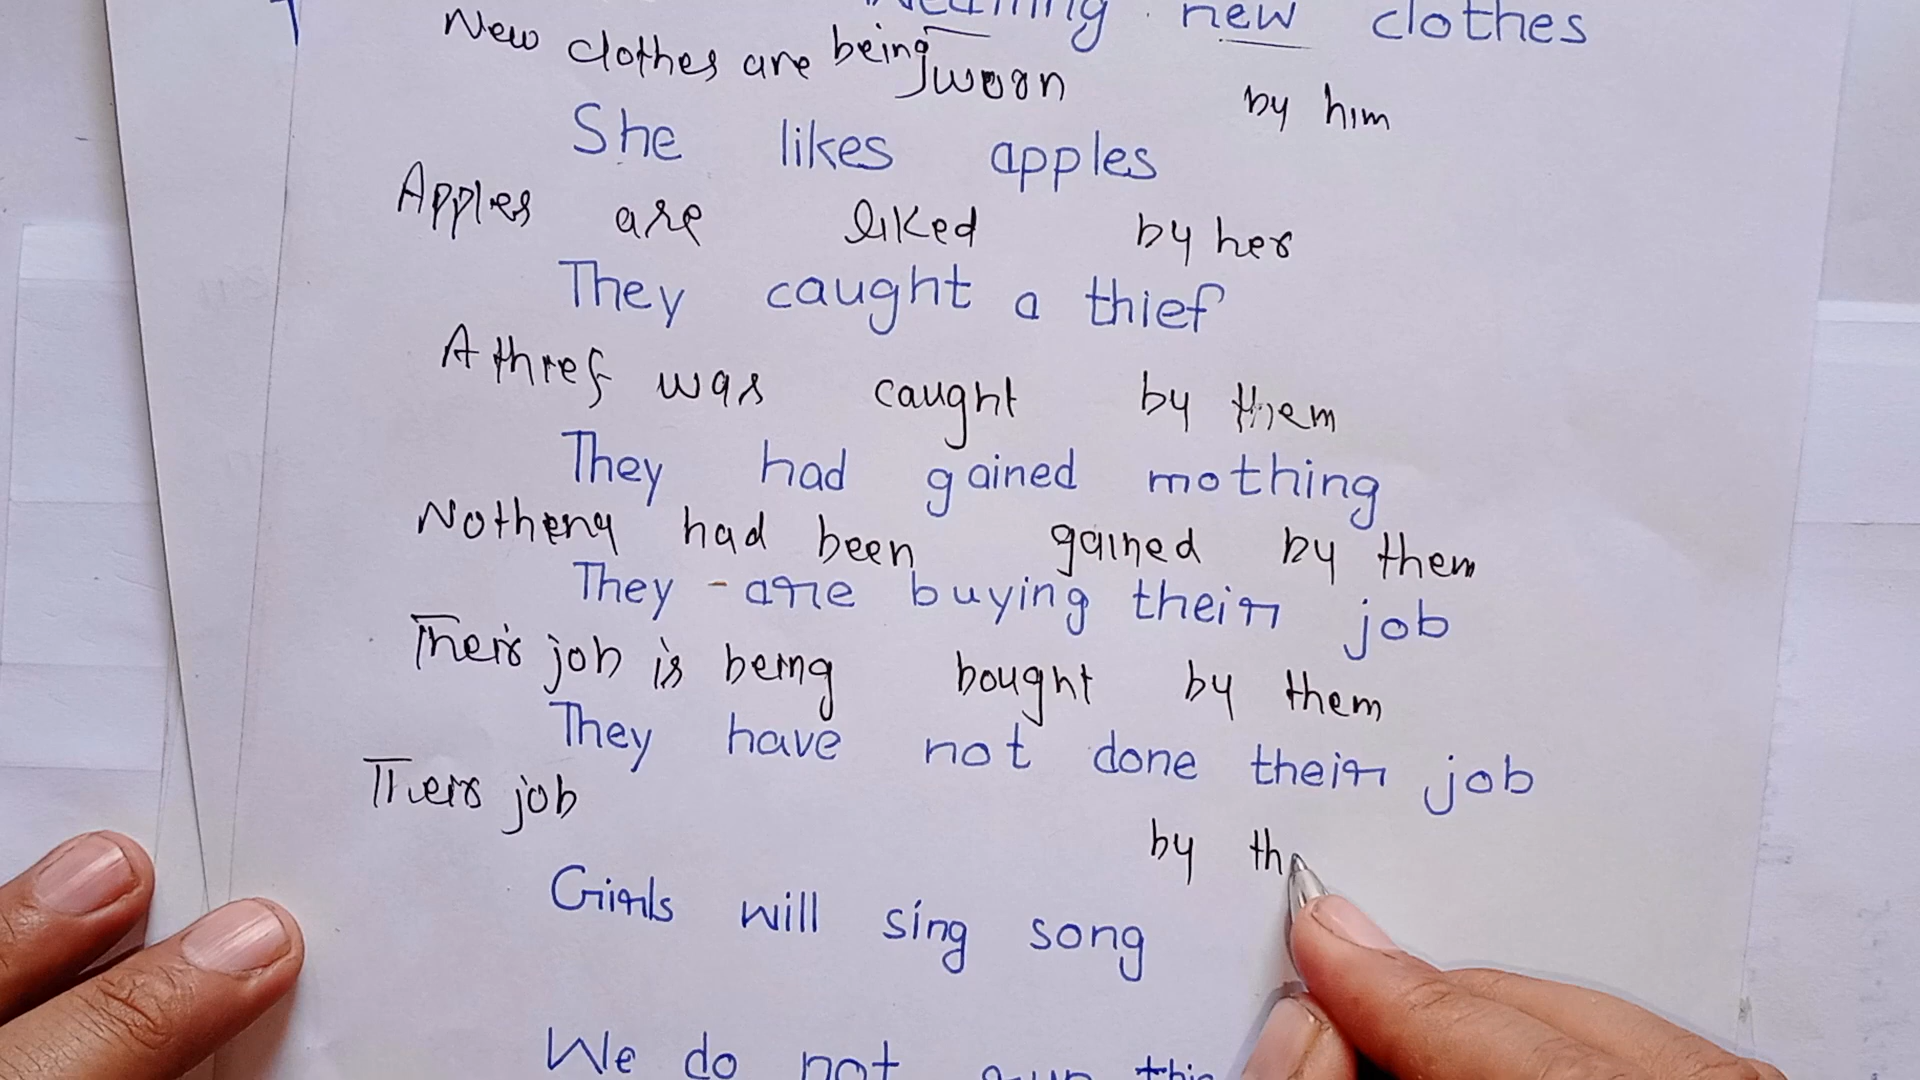 new clothes
New clothes are being woon by him
She likes apples
Apples are liked by her
They caught a thief
A thief was caught by them
They had gained mothing
Notheng had been gained by them
They are buying their job
Their job is being bought by them
They have not done their job
Their job by th
Girls will sing song
We do not